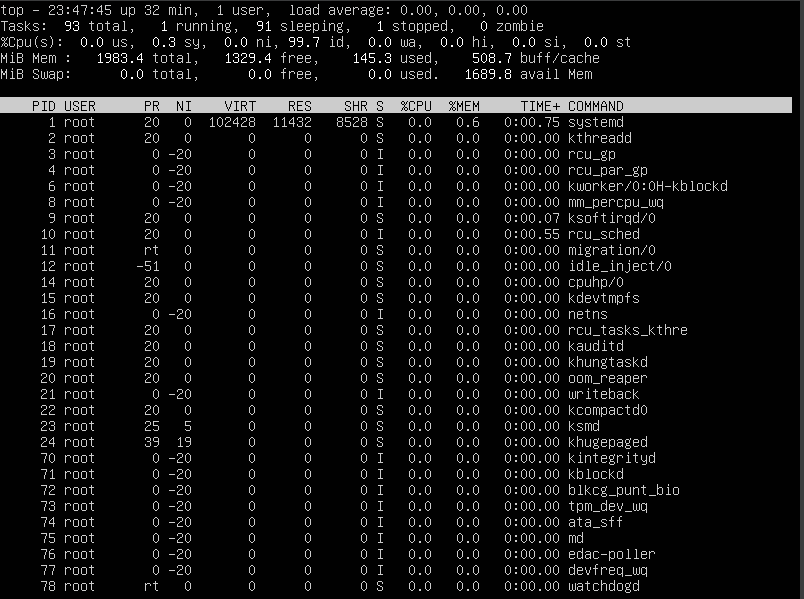 top - 23:47:45 up 32 min,  1 user,  load average: 0.00, 0.00, 0.00
Tasks:  93 total,   1 running,  91 sleeping,   1 stopped,   0 zombie
%Cpu(s):  0.0 us,  0.3 sy,  0.0 ni, 99.7 id,  0.0 wa,  0.0 hi,  0.0 si,  0.0 st
MiB Mem :   1983.4 total,   1329.4 free,    145.3 used,    508.7 buff/cache
MiB Swap:      0.0 total,      0.0 free,      0.0 used.   1689.8 avail Mem
PID USER      PR  NI    VIRT    RES    SHR S  %CPU  %MEM     TIME+ COMMAND
1 root      20   0  102428  11432   8528 S   0.0   0.6   0:00.75 systemd
2 root      20   0       0      0      0 S   0.0   0.0   0:00.00 kthreadd
3 root       0 -20       0      0      0 I   0.0   0.0   0:00.00 rcu_gp
4 root       0 -20       0      0      0 I   0.0   0.0   0:00.00 rcu_par_gp
6 root       0 -20       0      0      0 I   0.0   0.0   0:00.00 kworker/0:0H-kblockd
8 root       0 -20       0      0      0 I   0.0   0.0   0:00.00 mm_percpu_wq
9 root      20   0       0      0      0 S   0.0   0.0   0:00.07 ksoftirqd/0
10 root      20   0       0      0      0 I   0.0   0.0   0:00.55 rcu_sched
11 root      rt   0       0      0      0 S   0.0   0.0   0:00.00 migration/0
12 root     -51   0       0      0      0 S   0.0   0.0   0:00.00 idle_inject/0
14 root      20   0       0      0      0 S   0.0   0.0   0:00.00 cpuhp/0
15 root      20   0       0      0      0 S   0.0   0.0   0:00.00 kdevtmpfs
16 root       0 -20       0      0      0 I   0.0   0.0   0:00.00 netns
17 root      20   0       0      0      0 S   0.0   0.0   0:00.00 rcu_tasks_kthre
18 root      20   0       0      0      0 S   0.0   0.0   0:00.00 kauditd
19 root      20   0       0      0      0 S   0.0   0.0   0:00.00 khungtaskd
20 root      20   0       0      0      0 S   0.0   0.0   0:00.00 oom_reaper
21 root       0 -20       0      0      0 I   0.0   0.0   0:00.00 writeback
22 root      20   0       0      0      0 S   0.0   0.0   0:00.00 kcompactd0
23 root      25   5       0      0      0 S   0.0   0.0   0:00.00 ksmd
24 root      39  19       0      0      0 S   0.0   0.0   0:00.00 khugepaged
70 root       0 -20       0      0      0 I   0.0   0.0   0:00.00 kintegrityd
71 root       0 -20       0      0      0 I   0.0   0.0   0:00.00 kblockd
72 root       0 -20       0      0      0 I   0.0   0.0   0:00.00 blkcg_punt_bio
73 root       0 -20       0      0      0 I   0.0   0.0   0:00.00 tpm_dev_wq
74 root       0 -20       0      0      0 I   0.0   0.0   0:00.00 ata_sff
75 root       0 -20       0      0      0 I   0.0   0.0   0:00.00 md
76 root       0 -20       0      0      0 I   0.0   0.0   0:00.00 edac-poller
77 root       0 -20       0      0      0 I   0.0   0.0   0:00.00 devfreq_wq
78 root      rt   0       0      0      0 S   0.0   0.0   0:00.00 watchdogd